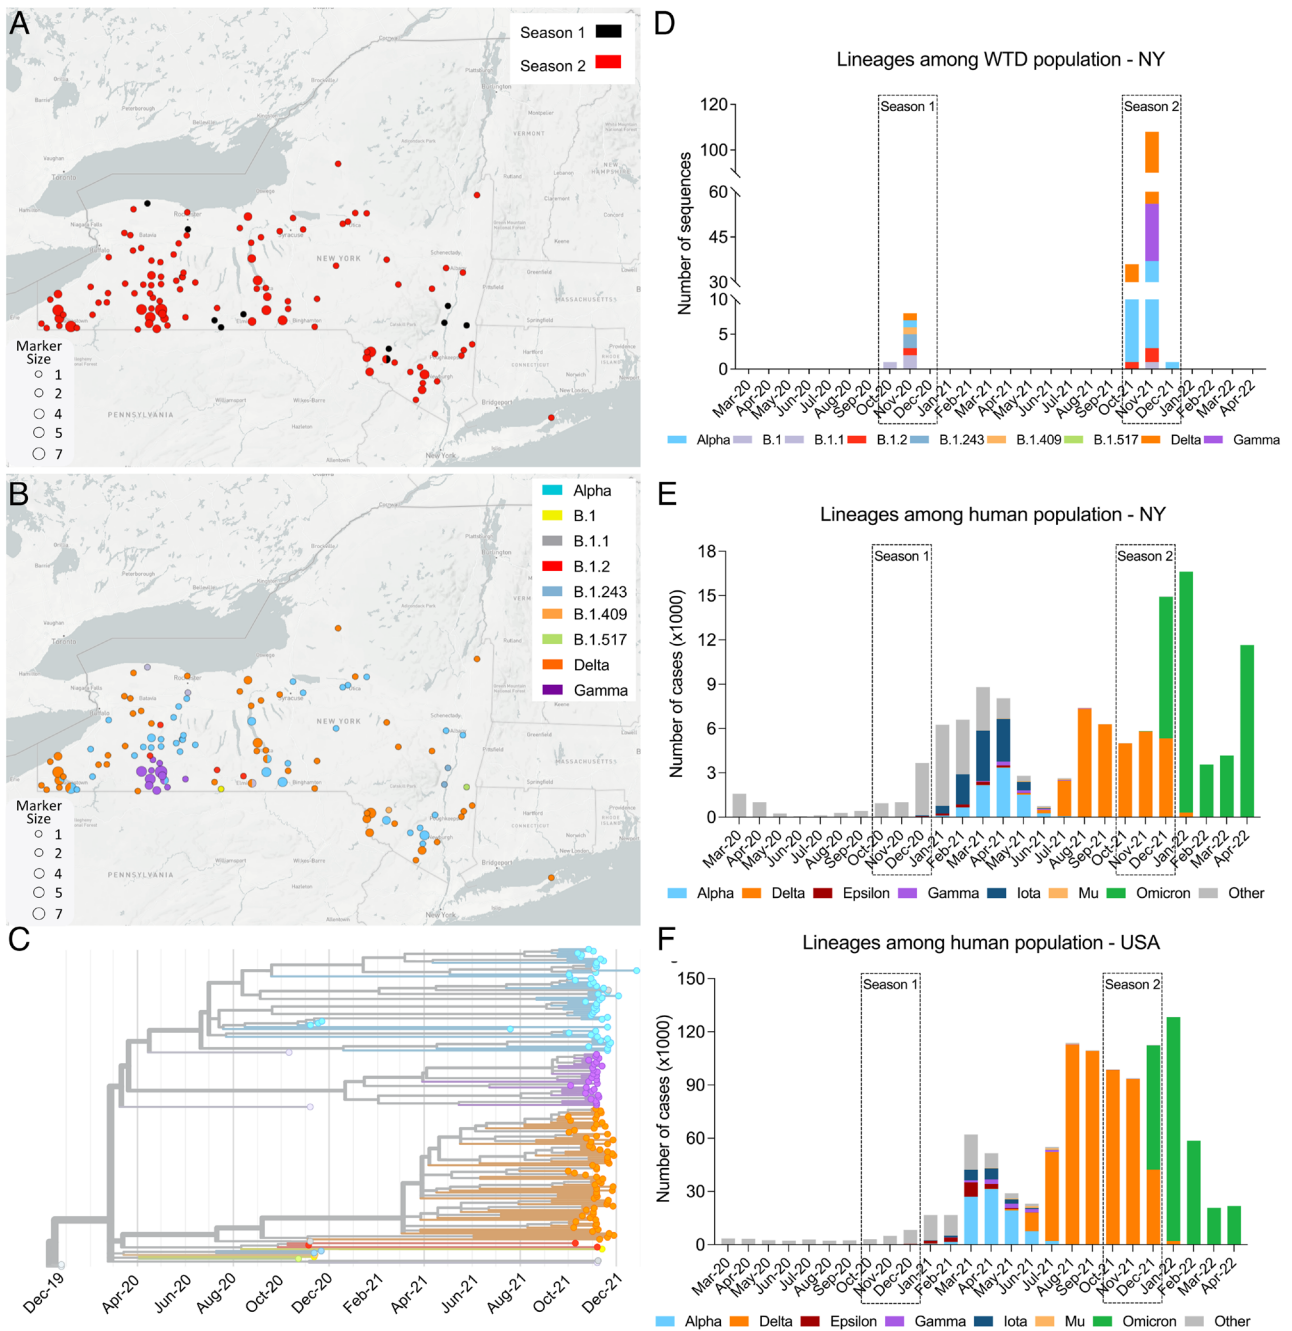 A
Season 1
Season 2
Toronto
NEW YORK
VERMONT
MASSACHUSETTS
CONNECTICUT
PENNSYLVANIA
New York
Marker
Size
1
2
4
5
7
B
Alpha
B.1
B.1.1
B.1.2
B.1.243
B.1.409
B.1.517
Delta
Gamma
Toronto
NEW YORK
MASSACHUSETTS
CONNECTICUT
PENNSYLVANIA
New York
Marker
Size
1
2
4
5
7
C
Dec-19
Apr-20
Jun-20
Aug-20
Oct-20
Dec-20
Feb-21
Apr-21
Jun-21
Aug-21
Oct-21
Dec-21
D
Lineages among WTD population - NY
Number of sequences
120
100
60
45
30
10
5
0
Season 1
Season 2
Mar-20
Apr-20
May-20
Jun-20
Jul-20
Aug-20
Sep-20
Oct-20
Nov-20
Dec-20
Jan-21
Feb-21
Mar-21
Apr-21
May-21
Jun-21
Jul-21
Aug-21
Sep-21
Oct-21
Nov-21
Dec-21
Jan-22
Feb-22
Mar-22
Apr-22
Alpha B.1 B.1.1 B.1.2 B.1.243 B.1.409 B.1.517 Delta Gamma
E
Lineages among human population - NY
Number of cases (x1000)
18
15
12
9
6
3
0
Season 1
Season 2
Mar-20
Apr-20
May-20
Jun-20
Jul-20
Aug-20
Sep-20
Oct-20
Nov-20
Dec-20
Jan-21
Feb-21
Mar-21
Apr-21
May-21
Jun-21
Jul-21
Aug-21
Sep-21
Oct-21
Nov-21
Dec-21
Jan-22
Feb-22
Mar-22
Apr-22
Alpha Delta Epsilon Gamma Iota Mu Omicron Other
F
Lineages among human population - USA
Number of cases (x1000)
150
120
90
60
30
0
Season 1
Season 2
Mar-20
Apr-20
May-20
Jun-20
Jul-20
Aug-20
Sep-20
Oct-20
Nov-20
Dec-20
Jan-21
Feb-21
Mar-21
Apr-21
May-21
Jun-21
Jul-21
Aug-21
Sep-21
Oct-21
Nov-21
Dec-21
Jan-22
Feb-22
Mar-22
Apr-22
Alpha Delta Epsilon Gamma Iota Mu Omicron Other